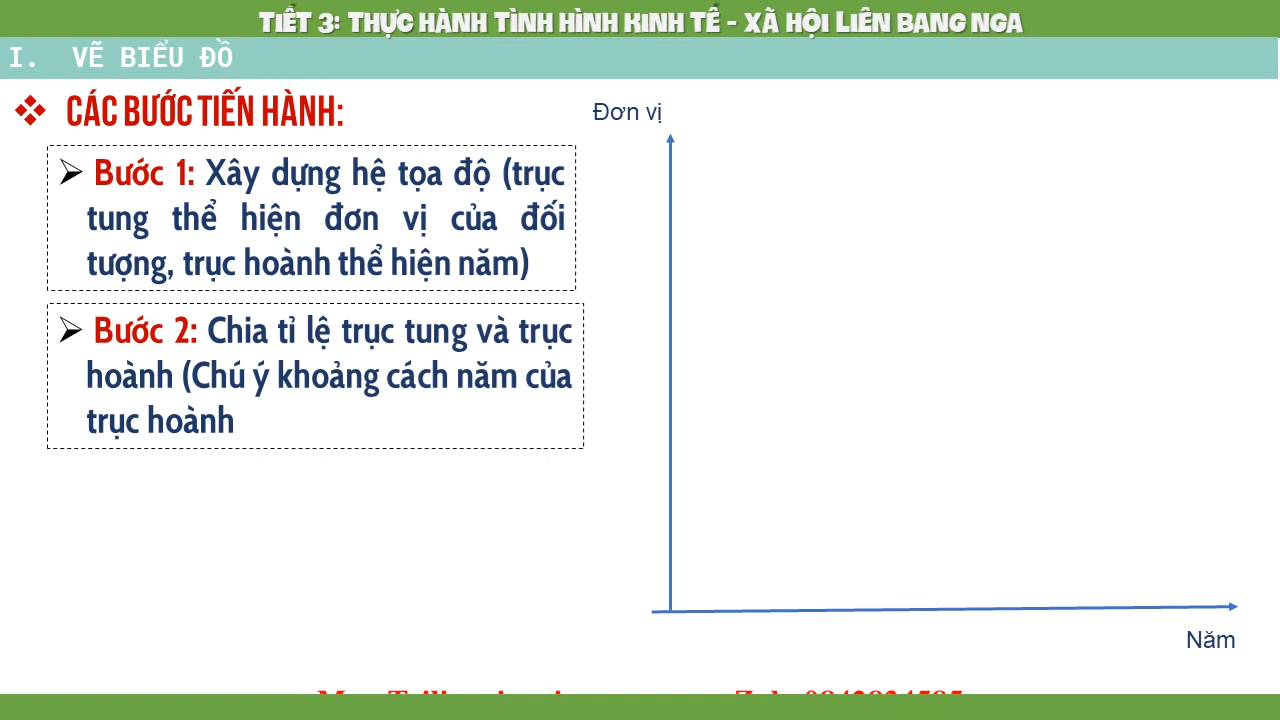 TIẾT 3: THỰC HÀNH TÌNH HÌNH KINH TẾ - XÃ HỘI LIÊN BANG NGA
I. VẼ BIỂU ĐỒ
CÁC BƯỚC TIẾN HÀNH:
Bước 1: Xây dựng hệ tọa độ (trục
tung thể hiện đơn vị của đối
tượng, trục hoành thể hiện năm)
Bước 2: Chia tỉ lệ trục tung và trục
hoành (Chú ý khoảng cách năm của
trục hoành
Đơn vị
Năm